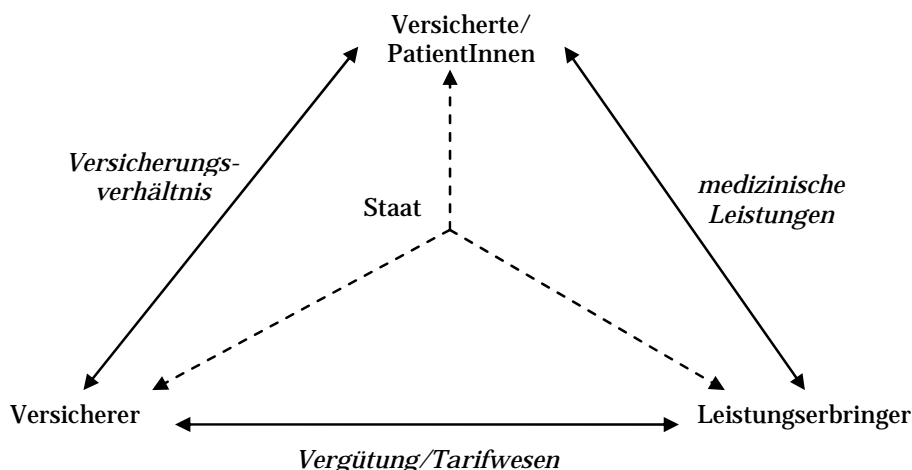 Versicherte/
PatientInnen
Versicherungs-
verhältnis
medizinische
Leistungen
Staat
Versicherer
Leistungserbringer
Vergütung/Tarifwesen